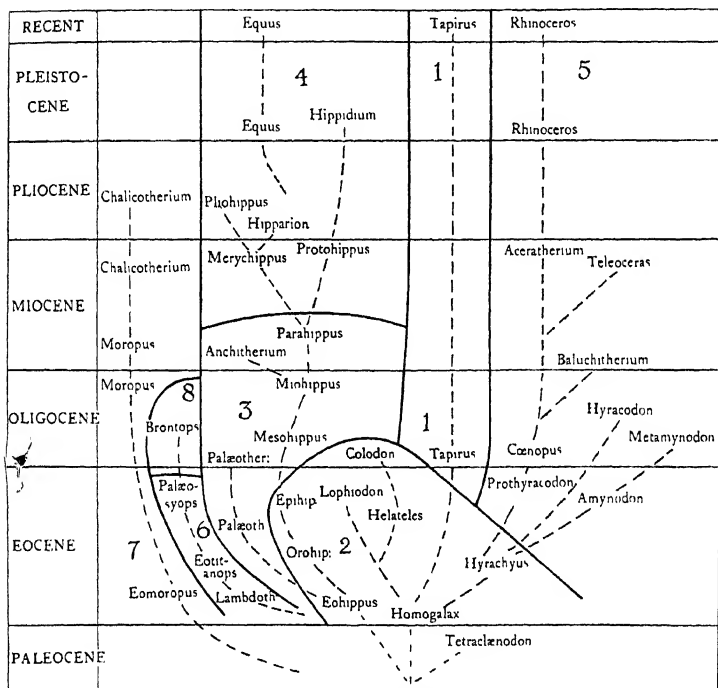 RECENT
Equus
Tapirus
Rhinoceros
PLEISTO-
CENE
4
1
5
Hippidium
Equus
Rhinoceros
PLIOCENE
Chalicotherium
Pliohippus
Hipparion
Merychippus
Protohippus
MIOCENE
Chalicotherium
Aceratherium
Teleoceras
Parahippus
Moropus
Anchitherium
Baluchitherium
OLIGOCENE
Moropus
8
Miohippus
Brontops
3
1
Hyracodon
Mesohippus
Metamynodon
Colodon
Palæother:
Tapirus
Cœnopus
EOCENE
Palæo-
syops
Epihip.
Lophiodon
Prothyracodon
Amynodon
Palæoth
Helaletes
7
6
Orohip:
2
Eotit-
anops
Hyrachyus
Eomoropus
Lambdoth
Eohippus
Homogalax
PALEOCENE
Tetraclænodon